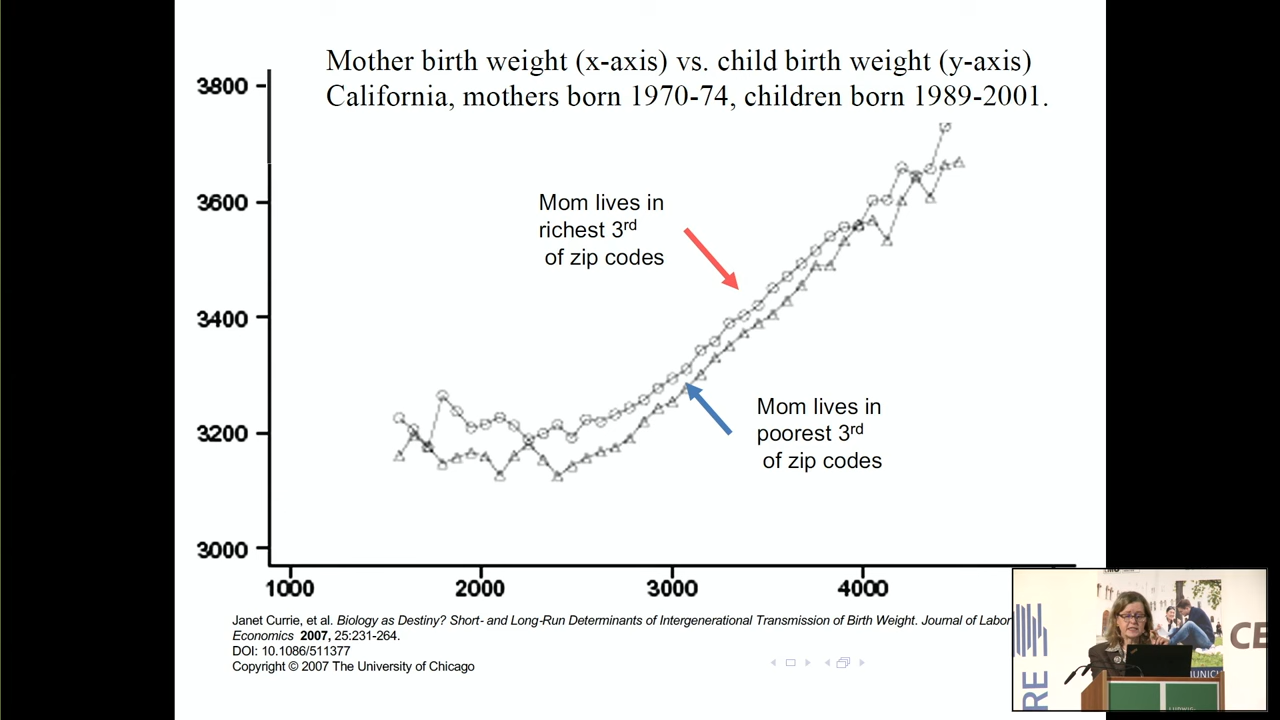 Mother birth weight (x-axis) vs. child birth weight (y-axis)
California, mothers born 1970-74, children born 1989-2001.
3800
3600
3400
3200
3000
1000
2000
3000
4000
Mom lives in
richest 3rd
of zip codes
Mom lives in
poorest 3rd
of zip codes
Janet Currie, et al. Biology as Destiny? Short- and Long-Run Determinants of Intergenerational Transmission of Birth Weight. Journal of Labor
Economics 2007, 25:231-264.
DOI: 10.1086/511377
Copyright © 2007 The University of Chicago
RE
CE
MUNICH
LUDWIG-